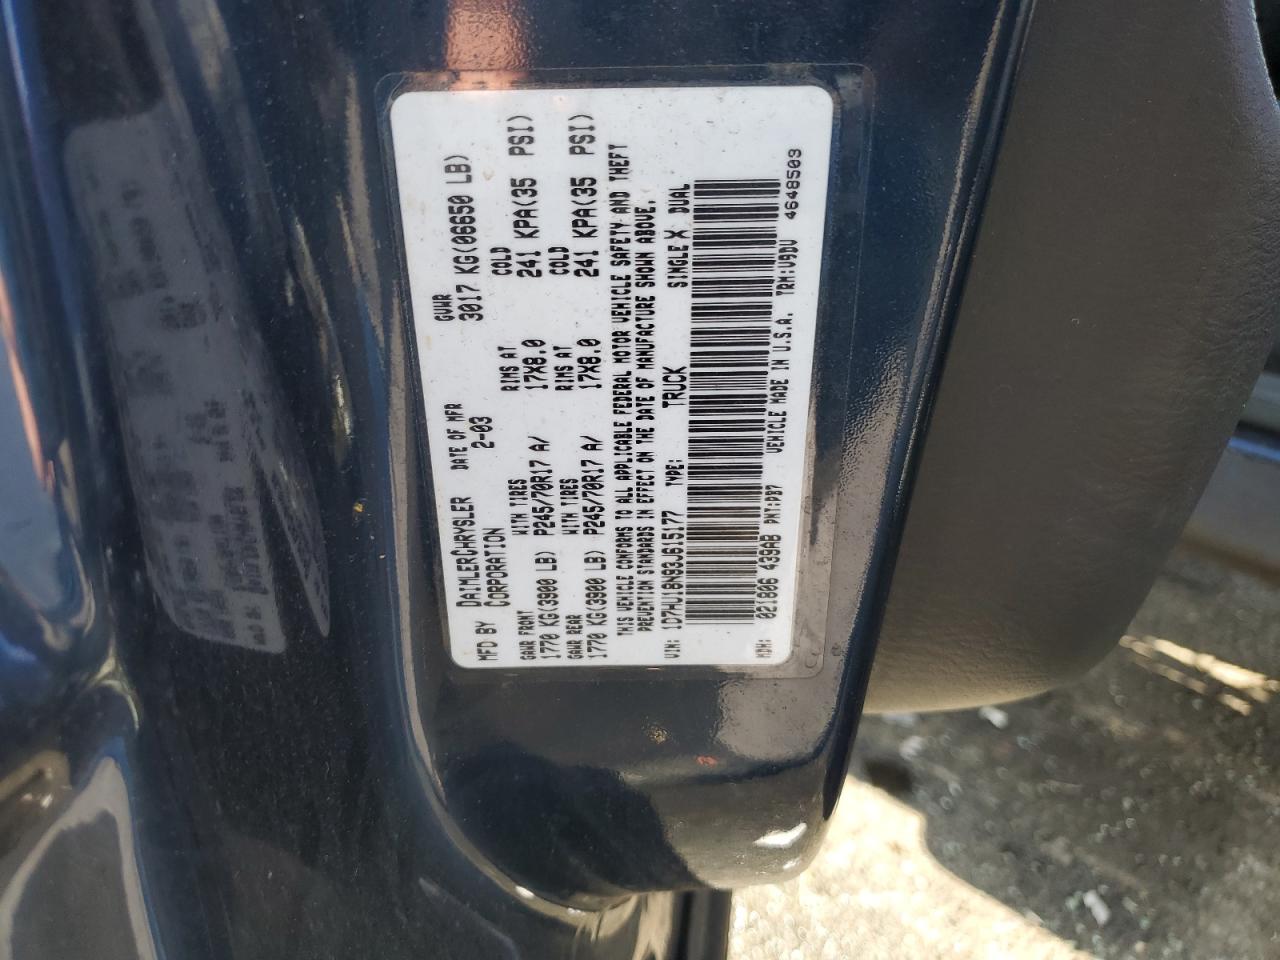 MFD BY DAIMLERCHRYSLER CORPORATION DATE OF MFR 2-03 GVWR 3017 KG(06650 LB)
GAWR FRONT WITH TIRES RIMS AT COLD
1770 KG(3900 LB) P245/70R17 A/ 17X8.0 241 KPA(35 PSI)
GAWR REAR WITH TIRES RIMS AT COLD
1770 KG(3900 LB) P245/70R17 A/ 17X8.0 241 KPA(35 PSI)
THIS VEHICLE CONFORMS TO ALL APPLICABLE FEDERAL MOTOR VEHICLE SAFETY AND THEFT
PREVENTION STANDARDS IN EFFECT ON THE DATE OF MANUFACTURE SHOWN ABOVE.
VIN: 1D7HU18N93J615177 TYPE: TRUCK SINGLE X DUAL
MDH: 021806 439AB PNT:PB7 VEHICLE MADE IN U.S.A. TRM:V9DV 4648503